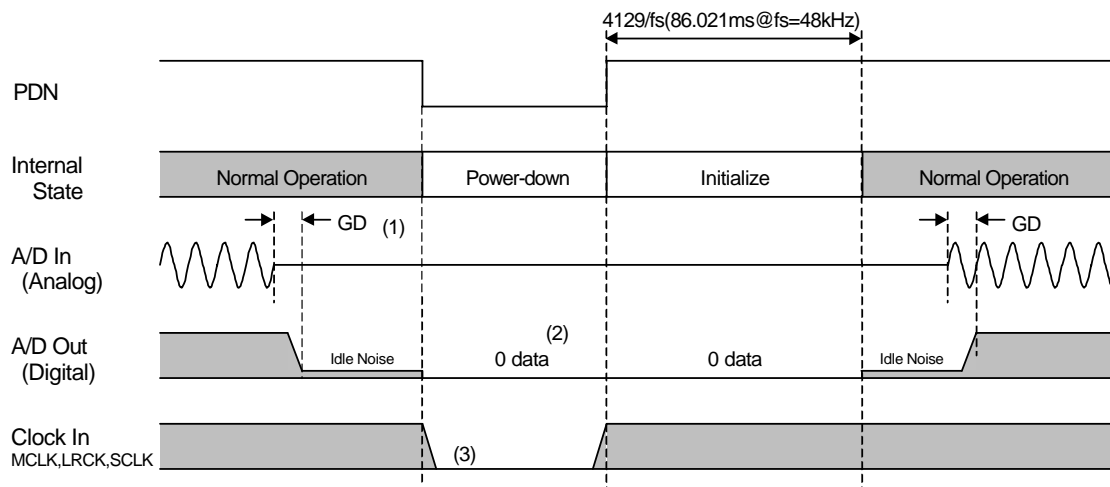 4129/fs(86.021ms@fs=48kHz)
PDN
Internal
State
Normal Operation
Power-down
Initialize
Normal Operation
GD
(1)
GD
A/D In
(Analog)
A/D Out
(Digital)
Idle Noise
(2)
0 data
0 data
Idle Noise
Clock In
MCLK,LRCK,SCLK
(3)